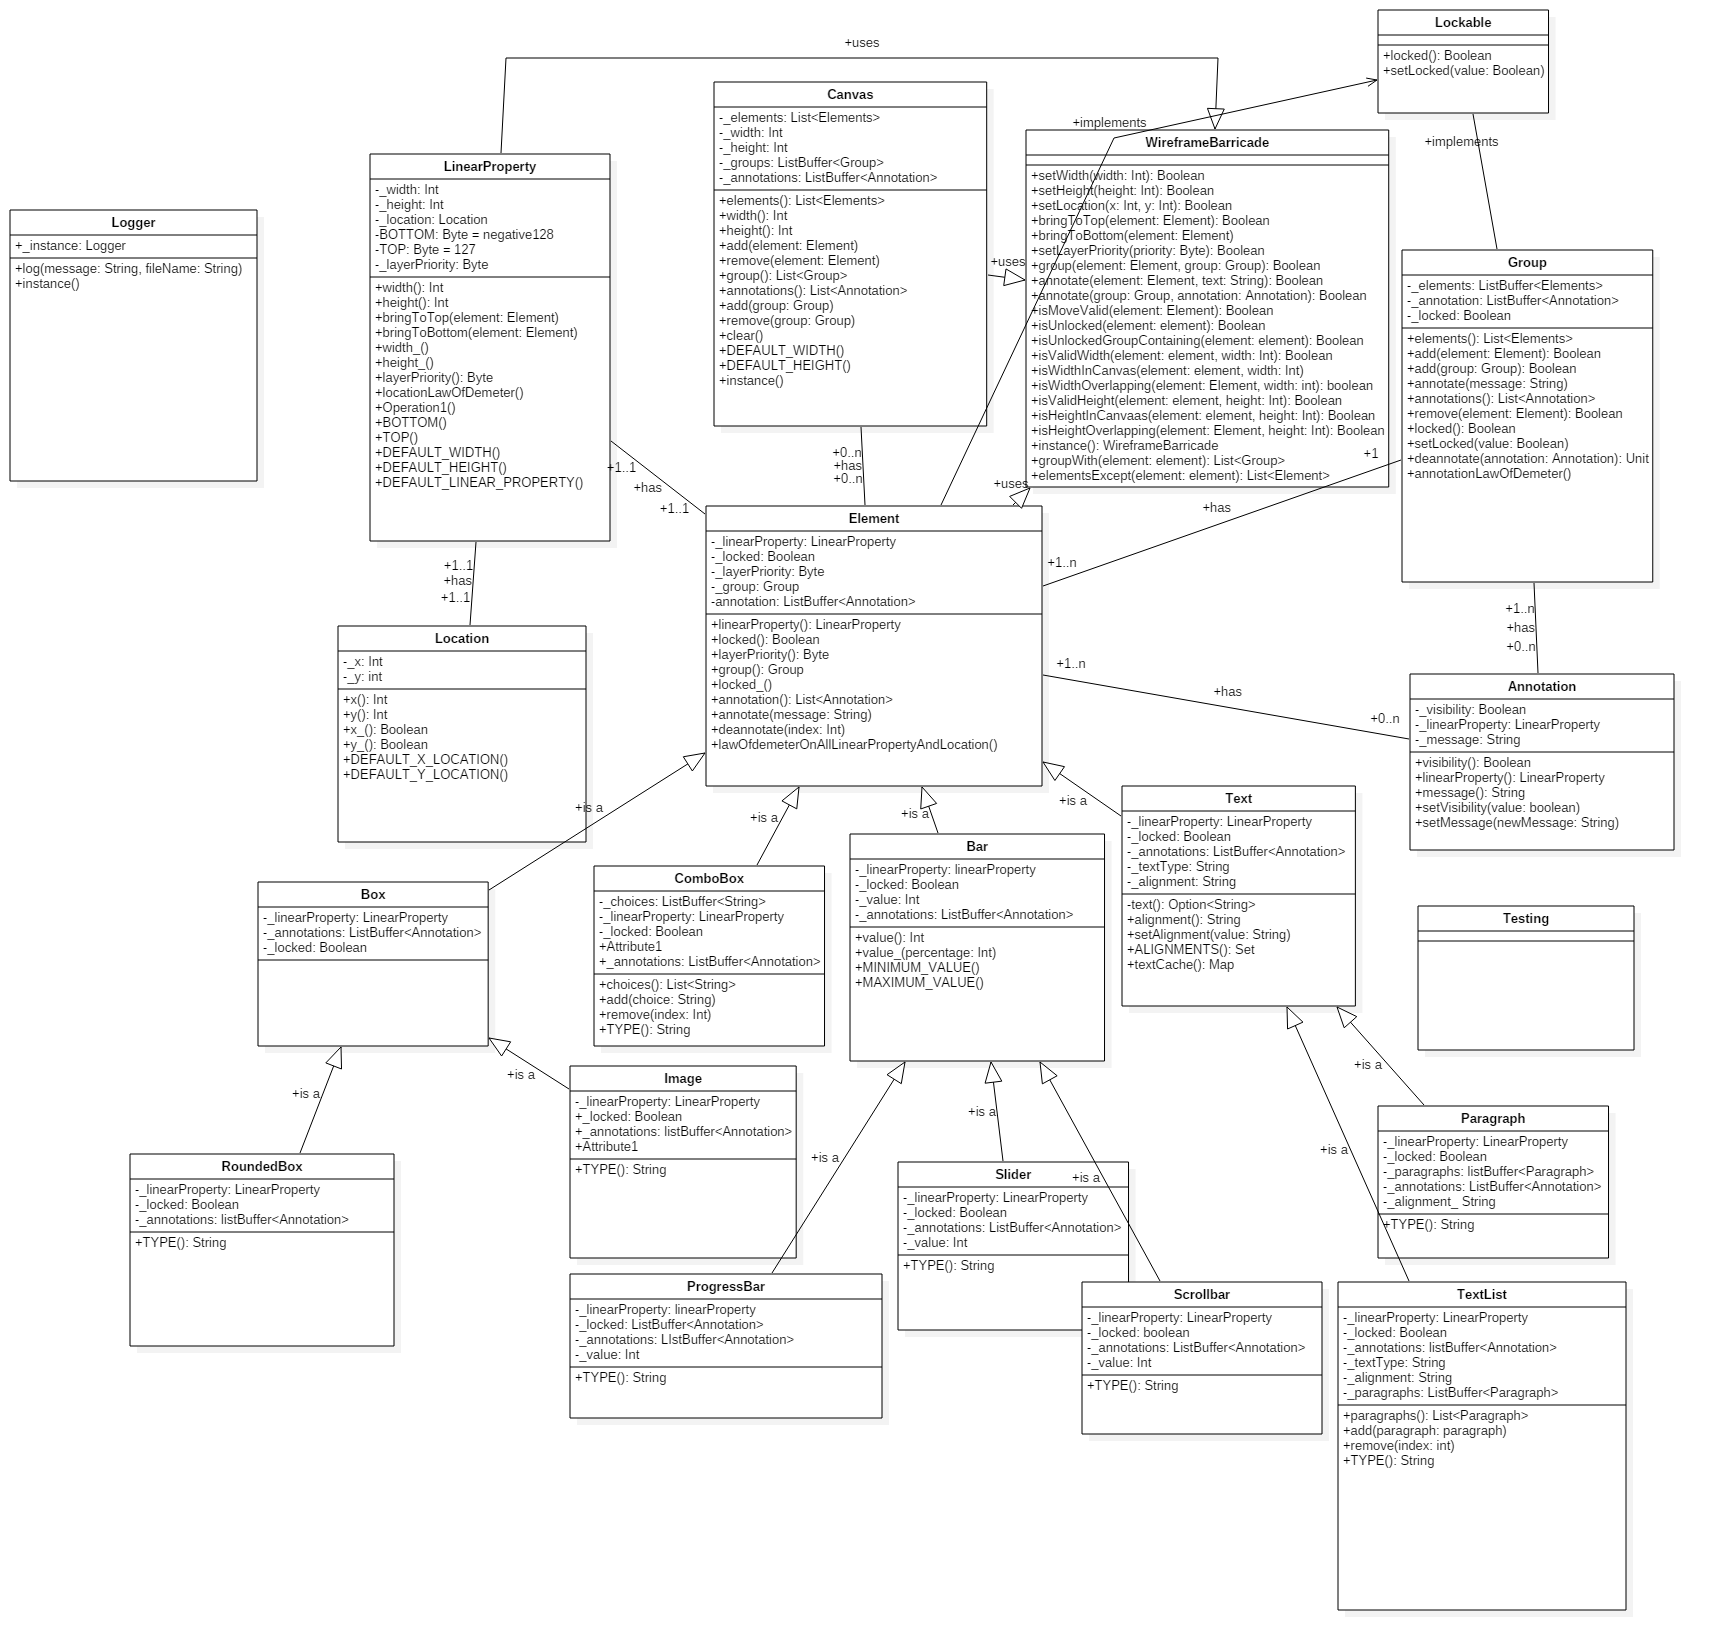 Lockable
+locked(): Boolean
+setLocked(value: Boolean)
+uses
+implements
+implements
Canvas
-_elements: List<Elements>
-_width: Int
-_height: Int
-_groups: ListBuffer<Group>
-_annotations: ListBuffer<Annotation>
+elements(): List<Elements>
+width(): Int
+height(): Int
+add(element: Element)
+remove(element: Element)
+group(): List<Group>
+annotations(): List<Annotation>
+add(group: Group)
+remove(group: Group)
+clear()
+DEFAULT_WIDTH()
+DEFAULT_HEIGHT()
+instance()
WireframeBarricade
+setWidth(width: Int): Boolean
+setHeight(height: Int): Boolean
+setLocation(x: Int, y: Int): Boolean
+bringToTop(element: Element): Boolean
+bringToBottom(element: Element)
+setLayerPriority(priority: Byte): Boolean
+group(element: Element, group: Group): Boolean
+annotate(element: Element, text: String): Boolean
+annotate(group: Group, annotation: Annotation): Boolean
+isMoveValid(element: Element): Boolean
+isUnlocked(element: element): Boolean
+isUnlockedGroupContaining(element: element): Boolean
+isValidWidth(element: element, width: Int): Boolean
+isWidthInCanvas(element: element, width: Int)
+isWidthOverlapping(element: Element, width: int): boolean
+isValidHeight(element: element, height: Int): Boolean
+isHeightInCanvaas(element: element, height: Int): Boolean
+isHeightOverlapping(element: Element, height: Int): Boolean
+instance(): WireframeBarricade
+groupWith(element: element): List<Group>
+elementsExcept(element: element): List<Element>
+uses
+uses
LinearProperty
-_width: Int
-_height: Int
-_location: Location
-BOTTOM: Byte = negative128
-TOP: Byte = 127
-_layerPriority: Byte
+width(): Int
+height(): Int
+bringToTop(element: Element)
+bringToBottom(element: Element)
+width_()
+height_()
+layerPriority(): Byte
+locationLawOfDemeter()
+Operation1()
+BOTTOM()
+TOP()
+DEFAULT_WIDTH()
+DEFAULT_HEIGHT()
+DEFAULT_LINEAR_PROPERTY()
Logger
+_instance: Logger
+log(message: String, fileName: String)
+instance()
Group
-_elements: ListBuffer<Elements>
-_annotation: ListBuffer<Annotation>
-_locked: Boolean
+elements(): List<Elements>
+add(element: Element): Boolean
+add(group: Group): Boolean
+annotate(message: String)
+annotations(): List<Annotation>
+remove(element: Element): Boolean
+locked(): Boolean
+setLocked(value: Boolean)
+deannotate(annotation: Annotation): Unit
+annotationLawOfDemeter()
+1..1
+has
+1..1
+0..n
+has
+0..n
+1
+has
+1..n
+1..1
+has
+1..1
Element
-_linearProperty: LinearProperty
-_locked: Boolean
-_layerPriority: Byte
-_group: Group
-annotation: ListBuffer<Annotation>
+linearProperty(): LinearProperty
+locked(): Boolean
+layerPriority(): Byte
+group(): Group
+locked_()
+annotation(): List<Annotation>
+annotate(message: String)
+deannotate(index: Int)
+lawOfdemeterOnAllLinearPropertyAndLocation()
+1..n
+has
+0..n
+1..n
+has
+0..n
Location
-_x: Int
-_y: int
+x(): Int
+y(): Int
+x_(): Boolean
+y_(): Boolean
+DEFAULT_X_LOCATION()
+DEFAULT_Y_LOCATION()
Annotation
-_visibility: Boolean
-_linearProperty: LinearProperty
-_message: String
+visibility(): Boolean
+linearProperty(): LinearProperty
+message(): String
+setVisibility(value: boolean)
+setMessage(newMessage: String)
+is a
+is a
+is a
+is a
Text
-_linearProperty: LinearProperty
-_locked: Boolean
-_annotations: ListBuffer<Annotation>
-_textType: String
-_alignment: String
-text(): Option<String>
+alignment(): String
+setAlignment(value: String)
+ALIGNMENTS(): Set
+textCache(): Map
Bar
-_linearProperty: linearProperty
-_locked: Boolean
-_value: Int
-_annotations: ListBuffer<Annotation>
+value(): Int
+value_(percentage: Int)
+MINIMUM_VALUE()
+MAXIMUM_VALUE()
ComboBox
-_choices: ListBuffer<String>
-_linearProperty: LinearProperty
-_locked: Boolean
+Attribute1
+_annotations: ListBuffer<Annotation>
+choices(): List<String>
+add(choice: String)
+remove(index: Int)
+TYPE(): String
Box
-_linearProperty: LinearProperty
-_annotations: ListBuffer<Annotation>
-_locked: Boolean
Testing
+is a
+is a
+is a
+is a
+is a
+is a
+is a
Image
-_linearProperty: LinearProperty
+_locked: Boolean
+_annotations: listBuffer<Annotation>
+Attribute1
+TYPE(): String
Paragraph
-_linearProperty: LinearProperty
-_locked: Boolean
-_paragraphs: listBuffer<Paragraph>
-_annotations: ListBuffer<Annotation>
-_alignment_ String
+TYPE(): String
RoundedBox
-_linearProperty: LinearProperty
-_locked: Boolean
-_annotations: listBuffer<Annotation>
+TYPE(): String
Slider
-_linearProperty: LinearProperty
-_locked: Boolean
-_annotations: ListBuffer<Annotation>
-_value: Int
+TYPE(): String
ProgressBar
-_linearProperty: linearProperty
-_locked: ListBuffer<Annotation>
-_annotations: LIstBuffer<Annotation>
-_value: Int
+TYPE(): String
Scrollbar
-_linearProperty: LinearProperty
-_locked: boolean
-_annotations: ListBuffer<Annotation>
-_value: Int
+TYPE(): String
TextList
-_linearProperty: LinearProperty
-_locked: Boolean
-_annotations: listBuffer<Annotation>
-_textType: String
-_alignment: String
-_paragraphs: ListBuffer<Paragraph>
+paragraphs(): List<Paragraph>
+add(paragraph: paragraph)
+remove(index: int)
+TYPE(): String